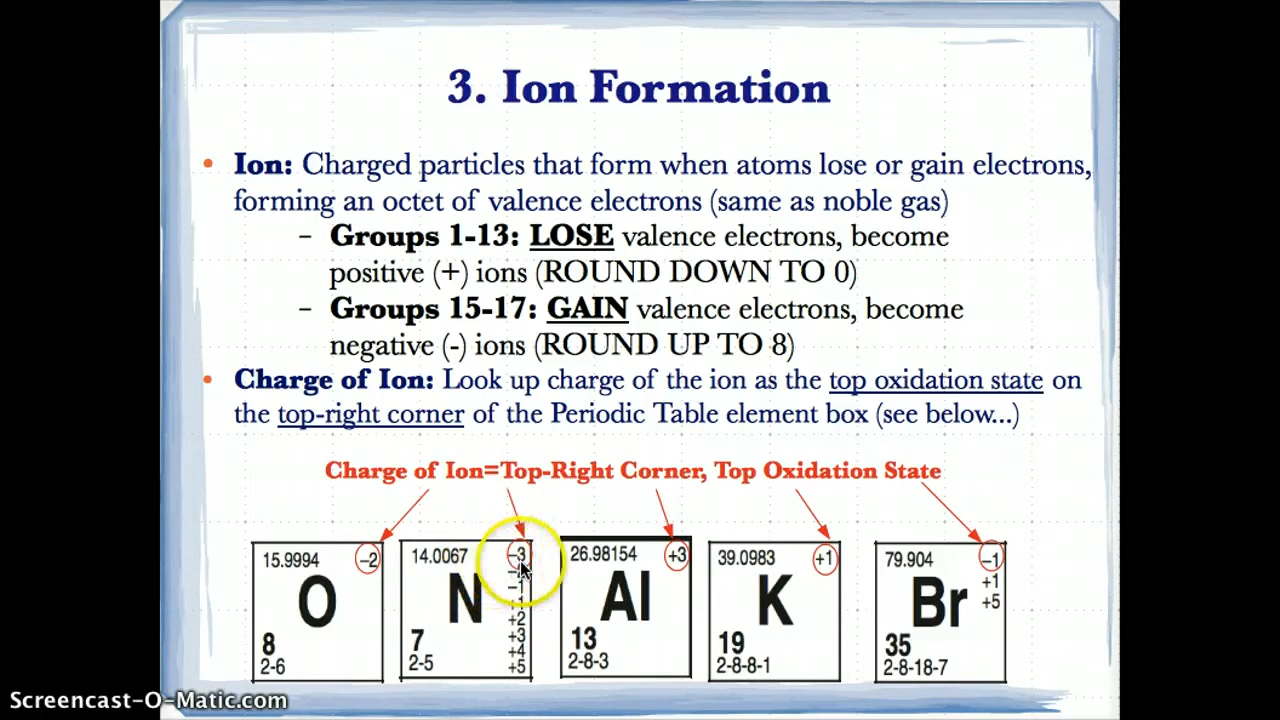 3. Ion Formation
• Ion: Charged particles that form when atoms lose or gain electrons,
forming an octet of valence electrons (same as noble gas)
– Groups 1-13: LOSE valence electrons, become
positive (+) ions (ROUND DOWN TO 0)
– Groups 15-17: GAIN valence electrons, become
negative (-) ions (ROUND UP TO 8)
• Charge of Ion: Look up charge of the ion as the top oxidation state on
the top-right corner of the Periodic Table element box (see below...)
Charge of Ion=Top-Right Corner, Top Oxidation State
15.9994 –2
O
8
2-6
14.0067 –3
–1
N
+2
7 +3
+4
2-5 +5
26.98154 +3
Al
13
2-8-3
39.0983 +1
K
19
2-8-8-1
79.904 –1
+1
Br +5
35
2-8-18-7
Screencast-O-Matic.com